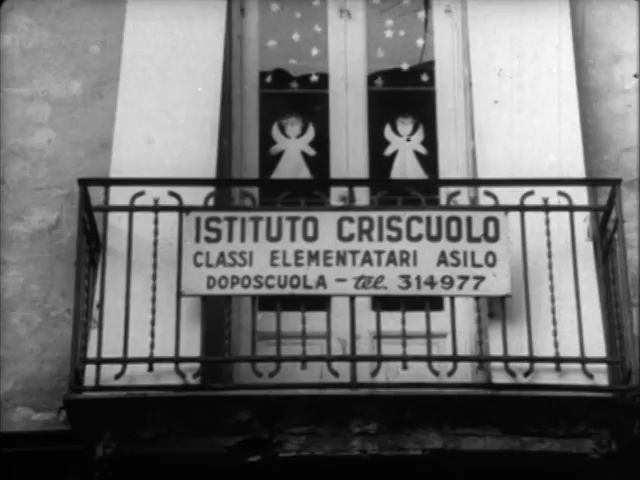 ISTITUTO CRISCUOLO
CLASSI ELEMENTATARI ASILO
DOPOSCUOLA - tel. 314977